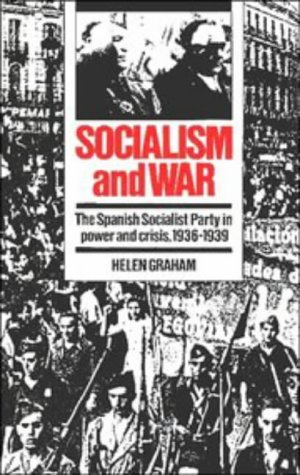 SOCIALISM
and WAR
The Spanish Socialist Party in
power and crisis, 1936-1939
HELEN GRAHAM